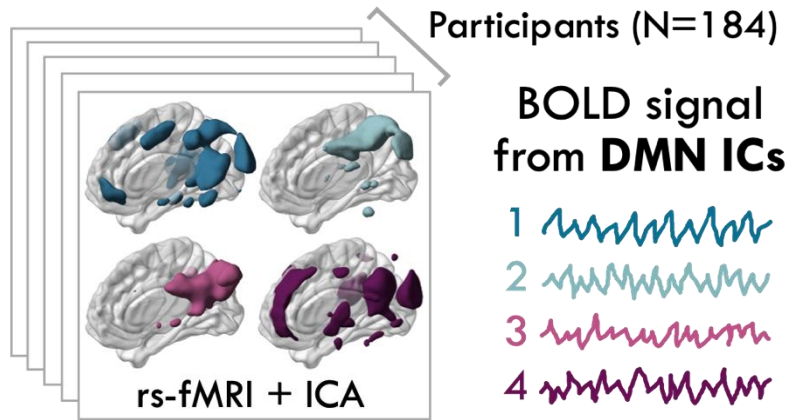 Participants (N=184)
BOLD signal
from DMN ICs
1
2
3
4
rs-fMRI + ICA